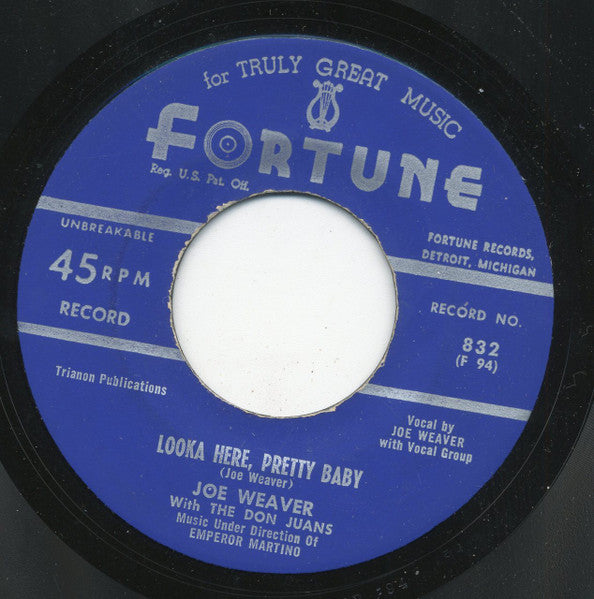 for TRULY GREAT MUSIC
FORTUNE
Reg. U.S. Pat. Off.
UNBREAKABLE
45 RPM
RECORD
FORTUNE RECORDS,
DETROIT, MICHIGAN
RECORD NO.
832
(F 94)
Trianon Publications
Vocal by
JOE WEAVER
with Vocal Group
LOOKA HERE, PRETTY BABY
(Joe Weaver)
JOE WEAVER
With THE DON JUANS
Music Under Direction Of
EMPEROR MARTINO